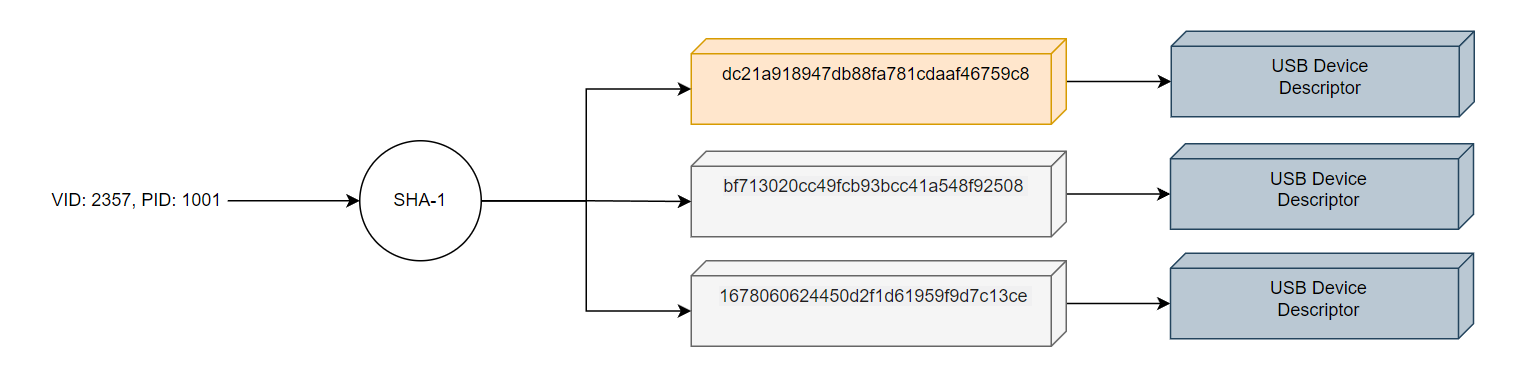 VID: 2357, PID: 1001
SHA-1
dc21a918947db88fa781cdaaf46759c8
USB Device
Descriptor
bf713020cc49fcb93bcc41a548f92508
USB Device
Descriptor
1678060624450d2f1d61959f9d7c13ce
USB Device
Descriptor